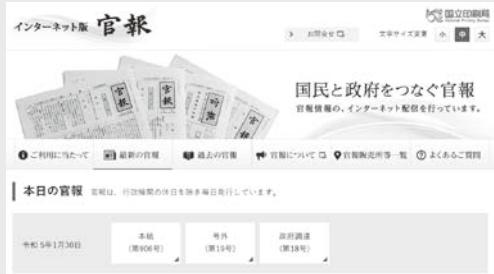 インターネット版 官報
国立印刷局
お問合せ
文字サイズ変更 小 中 大
国民と政府をつなぐ官報
官報情報の、インターネット配信を行っています。
ご利用に当たって 最新の官報 過去の官報 官報について 官報販売所等一覧 よくあるご質問
本日の官報 官報は、行政機関の休日を除き毎日発行しています。
令和 5年1月30日
本紙 号外 政府調達
(第906号) (第19号) (第18号)